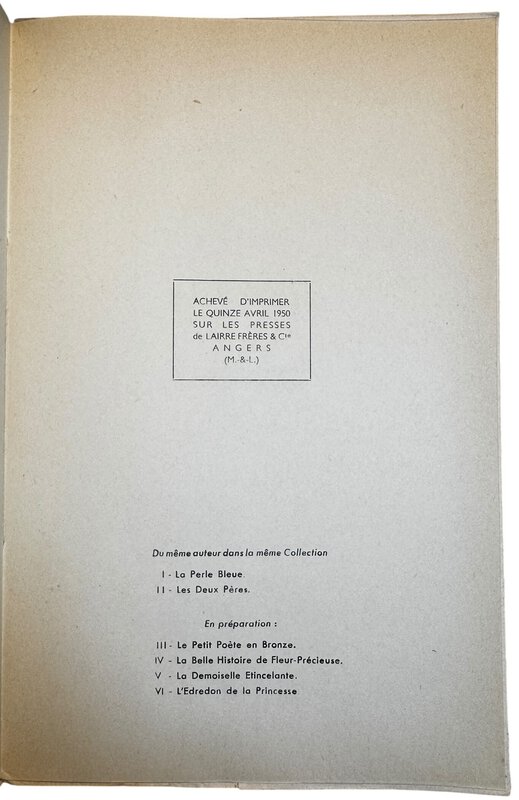 ACHEVÉ D'IMPRIMER
LE QUINZE AVRIL 1950
SUR LES PRESSES
de LAIRRE FRÈRES & Cie
ANGERS
(M.-&-L.)
Du même auteur dans la même Collection
I - La Perle Bleue.
II - Les Deux Pères.
En préparation :
III - Le Petit Poète en Bronze.
IV - La Belle Histoire de Fleur-Précieuse.
V - La Demoiselle Etincelante.
VI - L'Edredon de la Princesse